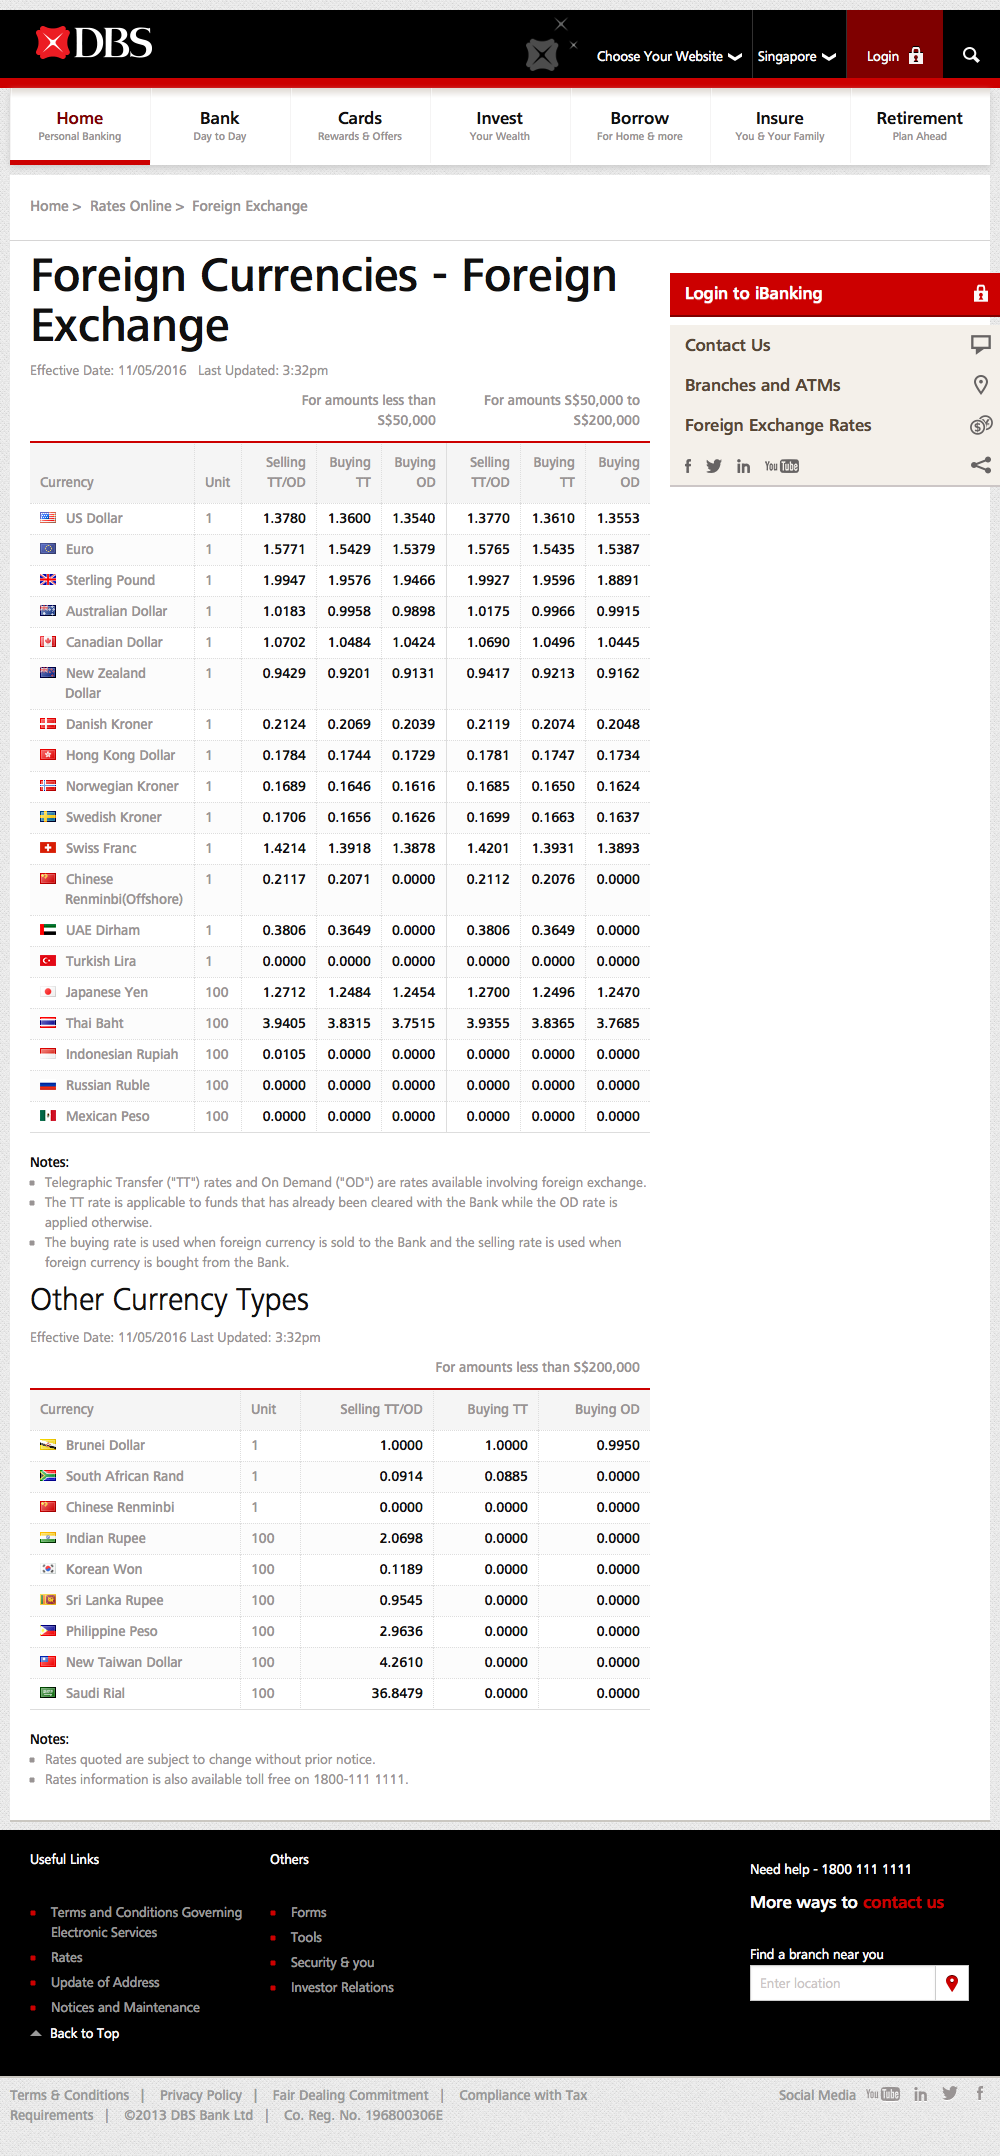 DBS
Choose Your Website
Singapore
Login
Home
Personal Banking
Bank
Day to Day
Cards
Rewards & Offers
Invest
Your Wealth
Borrow
For Home & more
Insure
You & Your Family
Retirement
Plan Ahead
Home > Rates Online > Foreign Exchange
Foreign Currencies - Foreign
Exchange
Effective Date: 11/05/2016 Last Updated: 3:32pm
Login to iBanking
Contact Us
Branches and ATMs
Foreign Exchange Rates
f in You Tube
For amounts less than
S$50,000
For amounts S$50,000 to
S$200,000
Currency Unit Selling TT/OD Buying TT Buying OD Selling TT/OD Buying TT Buying OD
US Dollar 1 1.3780 1.3600 1.3540 1.3770 1.3610 1.3553
Euro 1 1.5771 1.5429 1.5379 1.5765 1.5435 1.5387
Sterling Pound 1 1.9947 1.9576 1.9466 1.9927 1.9596 1.8891
Australian Dollar 1 1.0183 0.9958 0.9898 1.0175 0.9966 0.9915
Canadian Dollar 1 1.0702 1.0484 1.0424 1.0690 1.0496 1.0445
New Zealand 1 0.9429 0.9201 0.9131 0.9417 0.9213 0.9162
Dollar
Danish Kroner 1 0.2124 0.2069 0.2039 0.2119 0.2074 0.2048
Hong Kong Dollar 1 0.1784 0.1744 0.1729 0.1781 0.1747 0.1734
Norwegian Kroner 1 0.1689 0.1646 0.1616 0.1685 0.1650 0.1624
Swedish Kroner 1 0.1706 0.1656 0.1626 0.1699 0.1663 0.1637
Swiss Franc 1 1.4214 1.3918 1.3878 1.4201 1.3931 1.3893
Chinese 1 0.2117 0.2071 0.0000 0.2112 0.2076 0.0000
Renminbi(Offshore)
UAE Dirham 1 0.3806 0.3649 0.0000 0.3806 0.3649 0.0000
Turkish Lira 1 0.0000 0.0000 0.0000 0.0000 0.0000 0.0000
Japanese Yen 100 1.2712 1.2484 1.2454 1.2700 1.2496 1.2470
Thai Baht 100 3.9405 3.8315 3.7515 3.9355 3.8365 3.7685
Indonesian Rupiah 100 0.0105 0.0000 0.0000 0.0000 0.0000 0.0000
Russian Ruble 100 0.0000 0.0000 0.0000 0.0000 0.0000 0.0000
Mexican Peso 100 0.0000 0.0000 0.0000 0.0000 0.0000 0.0000
Notes:
Telegraphic Transfer ("TT") rates and On Demand ("OD") are rates available involving foreign exchange.
The TT rate is applicable to funds that has already been cleared with the Bank while the OD rate is
applied otherwise.
The buying rate is used when foreign currency is sold to the Bank and the selling rate is used when
foreign currency is bought from the Bank.
Other Currency Types
Effective Date: 11/05/2016 Last Updated: 3:32pm
For amounts less than S$200,000
Currency Unit Selling TT/OD Buying TT Buying OD
Brunei Dollar 1 1.0000 1.0000 0.9950
South African Rand 1 0.0914 0.0885 0.0000
Chinese Renminbi 1 0.0000 0.0000 0.0000
Indian Rupee 100 2.0698 0.0000 0.0000
Korean Won 100 0.1189 0.0000 0.0000
Sri Lanka Rupee 100 0.9545 0.0000 0.0000
Philippine Peso 100 2.9636 0.0000 0.0000
New Taiwan Dollar 100 4.2610 0.0000 0.0000
Saudi Rial 100 36.8479 0.0000 0.0000
Notes:
Rates quoted are subject to change without prior notice.
Rates information is also available toll free on 1800-111 1111.
Useful Links
Terms and Conditions Governing
Electronic Services
Rates
Update of Address
Notices and Maintenance
Back to Top
Others
Forms
Tools
Security & you
Investor Relations
Need help - 1800 111 1111
More ways to contact us
Find a branch near you
Enter location
Terms & Conditions | Privacy Policy | Fair Dealing Commitment | Compliance with Tax
Requirements | ©2013 DBS Bank Ltd | Co. Reg. No. 196800306E
Social Media You Tube in f